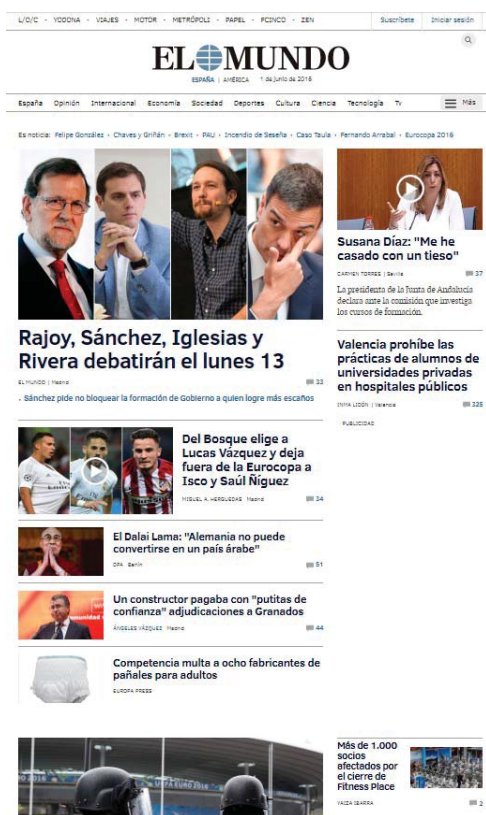 L/O/C - YODONA - VIAJES - MOTOR - METRÓPOLI - PAPEL - FCINCO - ZEN
Suscríbete
Iniciar sesión
EL MUNDO
ESPAÑA | AMÉRICA 1 de junio de 2016
España Opinión Internacional Economía Sociedad Deportes Cultura Ciencia Tecnología Tv
Más
Es noticia: Felipe González - Chaves y Griñán - Brexit - PAU - Incendio de Seseña - Caso Taula - Fernando Arrabal - Eurocopa 2016
Rajoy, Sánchez, Iglesias y
Rivera debatirán el lunes 13
EL MUNDO | Madrid
32
Sánchez pide no bloquear la formación de Gobierno a quien logre más escaños
Del Bosque elige a
Lucas Vázquez y deja
fuera de la Eurocopa a
Isco y Saúl Ñíguez
MIGUEL A. HERGUEDAS Madrid
34
El Dalai Lama: "Alemania no puede
convertirse en un país árabe"
DPA Berlín
51
Un constructor pagaba con "putitas de
confianza" adjudicaciones a Granados
ÁNGELES VÁZQUEZ Madrid
44
Competencia multa a ocho fabricantes de
pañales para adultos
EUROPA PRESS
Susana Díaz: "Me he
casado con un tieso"
CARMEN TORRES | Sevilla
37
La presidenta de la Junta de Andalucía
declara ante la comisión que investiga
los cursos de formación.
Valencia prohíbe las
prácticas de alumnos de
universidades privadas
en hospitales públicos
INMA LIDÓN | Valencia
325
PUBLICIDAD
UEFA EURO 2016
Más de 1.000
socios
afectados por
el cierre de
Fitness Place
YAIZA IBARRA
2